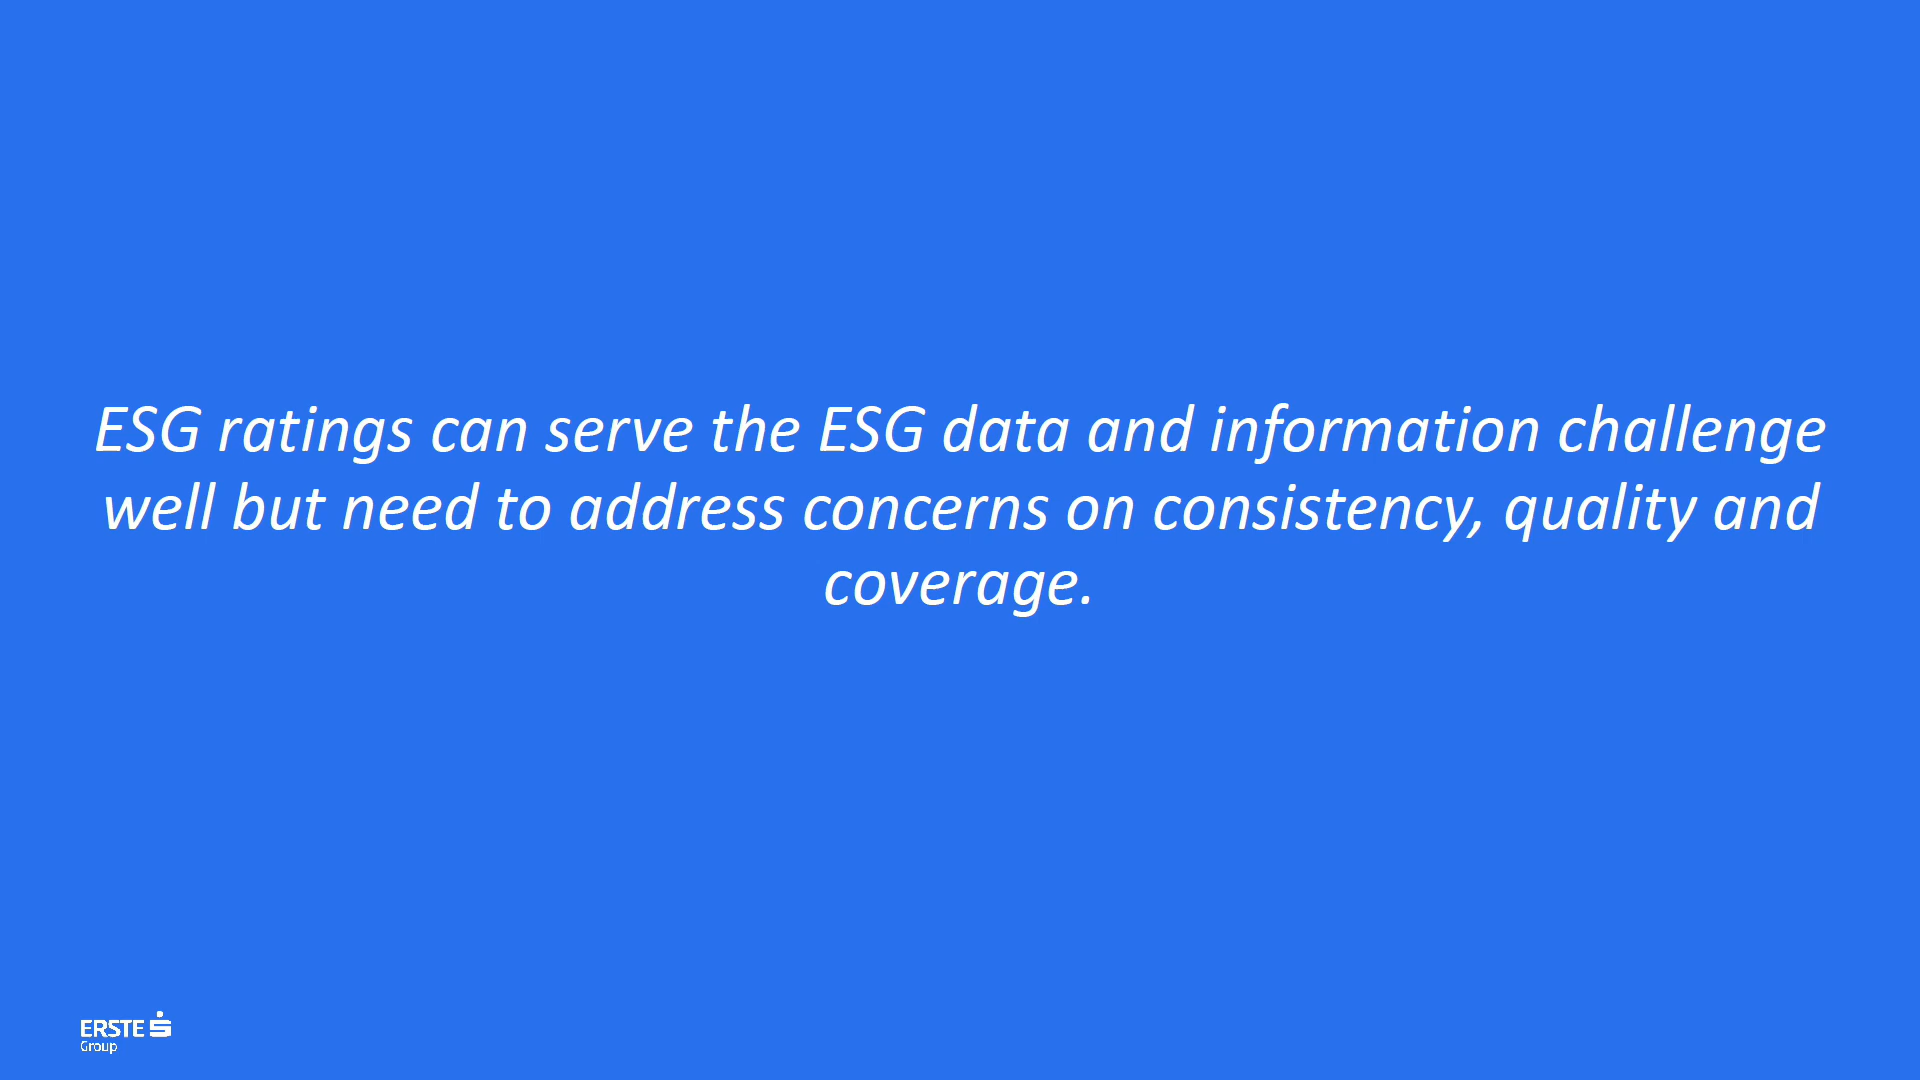 ESG ratings can serve the ESG data and information challenge
well but need to address concerns on consistency, quality and
coverage.
ERSTE
Group